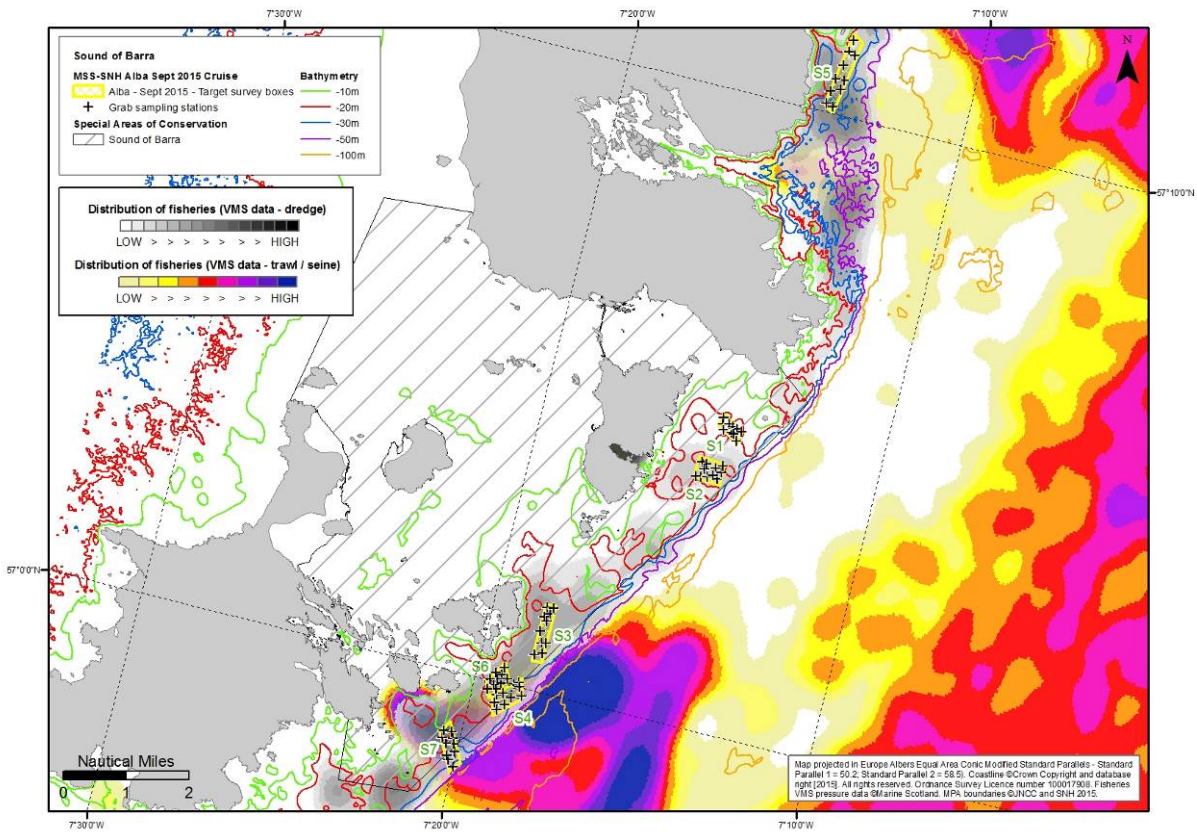 7°30'0"W
7°20'0"W
7°10'0"W
Sound of Barra
MSS-SNH Alba Sept 2015 Cruise
Alba - Sept 2015 - Target survey boxes
Grab sampling stations
Special Areas of Conservation
Sound of Barra
Bathymetry
-10m
-20m
-30m
-50m
-100m
Distribution of fisheries (VMS data - dredge)
LOW > > > > > > > HIGH
Distribution of fisheries (VMS data - trawl / seine)
LOW > > > > > > > HIGH
N
S5
57°10'0"N
S1
S2
57°0'0"N
57°0'0"N
S3
S6
S4
S7
Nautical Miles
0 1 2
Map projected in Europe Albers Equal Area Conic Modified Standard Parallels - Standard
Parallel 1 = 50.2; Standard Parallel 2 = 58.5). Coastline ©Crown Copyright and database
right [2015]. All rights reserved. Ordnance Survey Licence number 100017908. Fisheries
VMS pressure data ©Marine Scotland. MPA boundaries ©JNCC and SNH 2015.
7°30'0"W
7°20'0"W
7°10'0"W